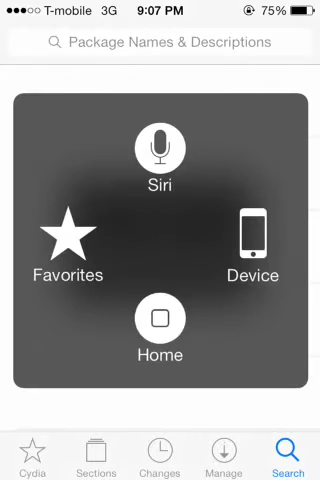 T-mobile 3G 9:07 PM 75%
Package Names & Descriptions
Siri
Favorites Device
Home
Cydia Sections Changes Manage Search